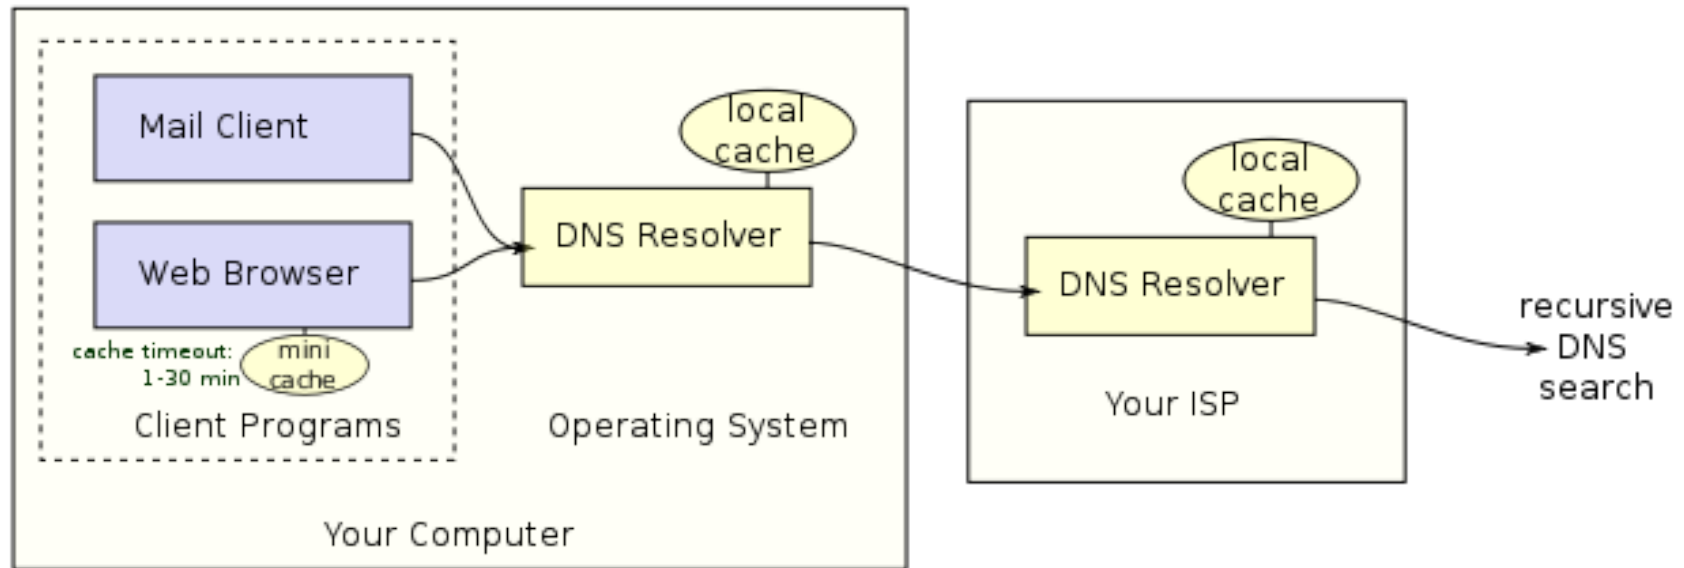 Mail Client
Web Browser
cache timeout:
1-30 min
mini
cache
Client Programs
local
cache
DNS Resolver
Operating System
Your Computer
local
cache
DNS Resolver
Your ISP
recursive
DNS
search